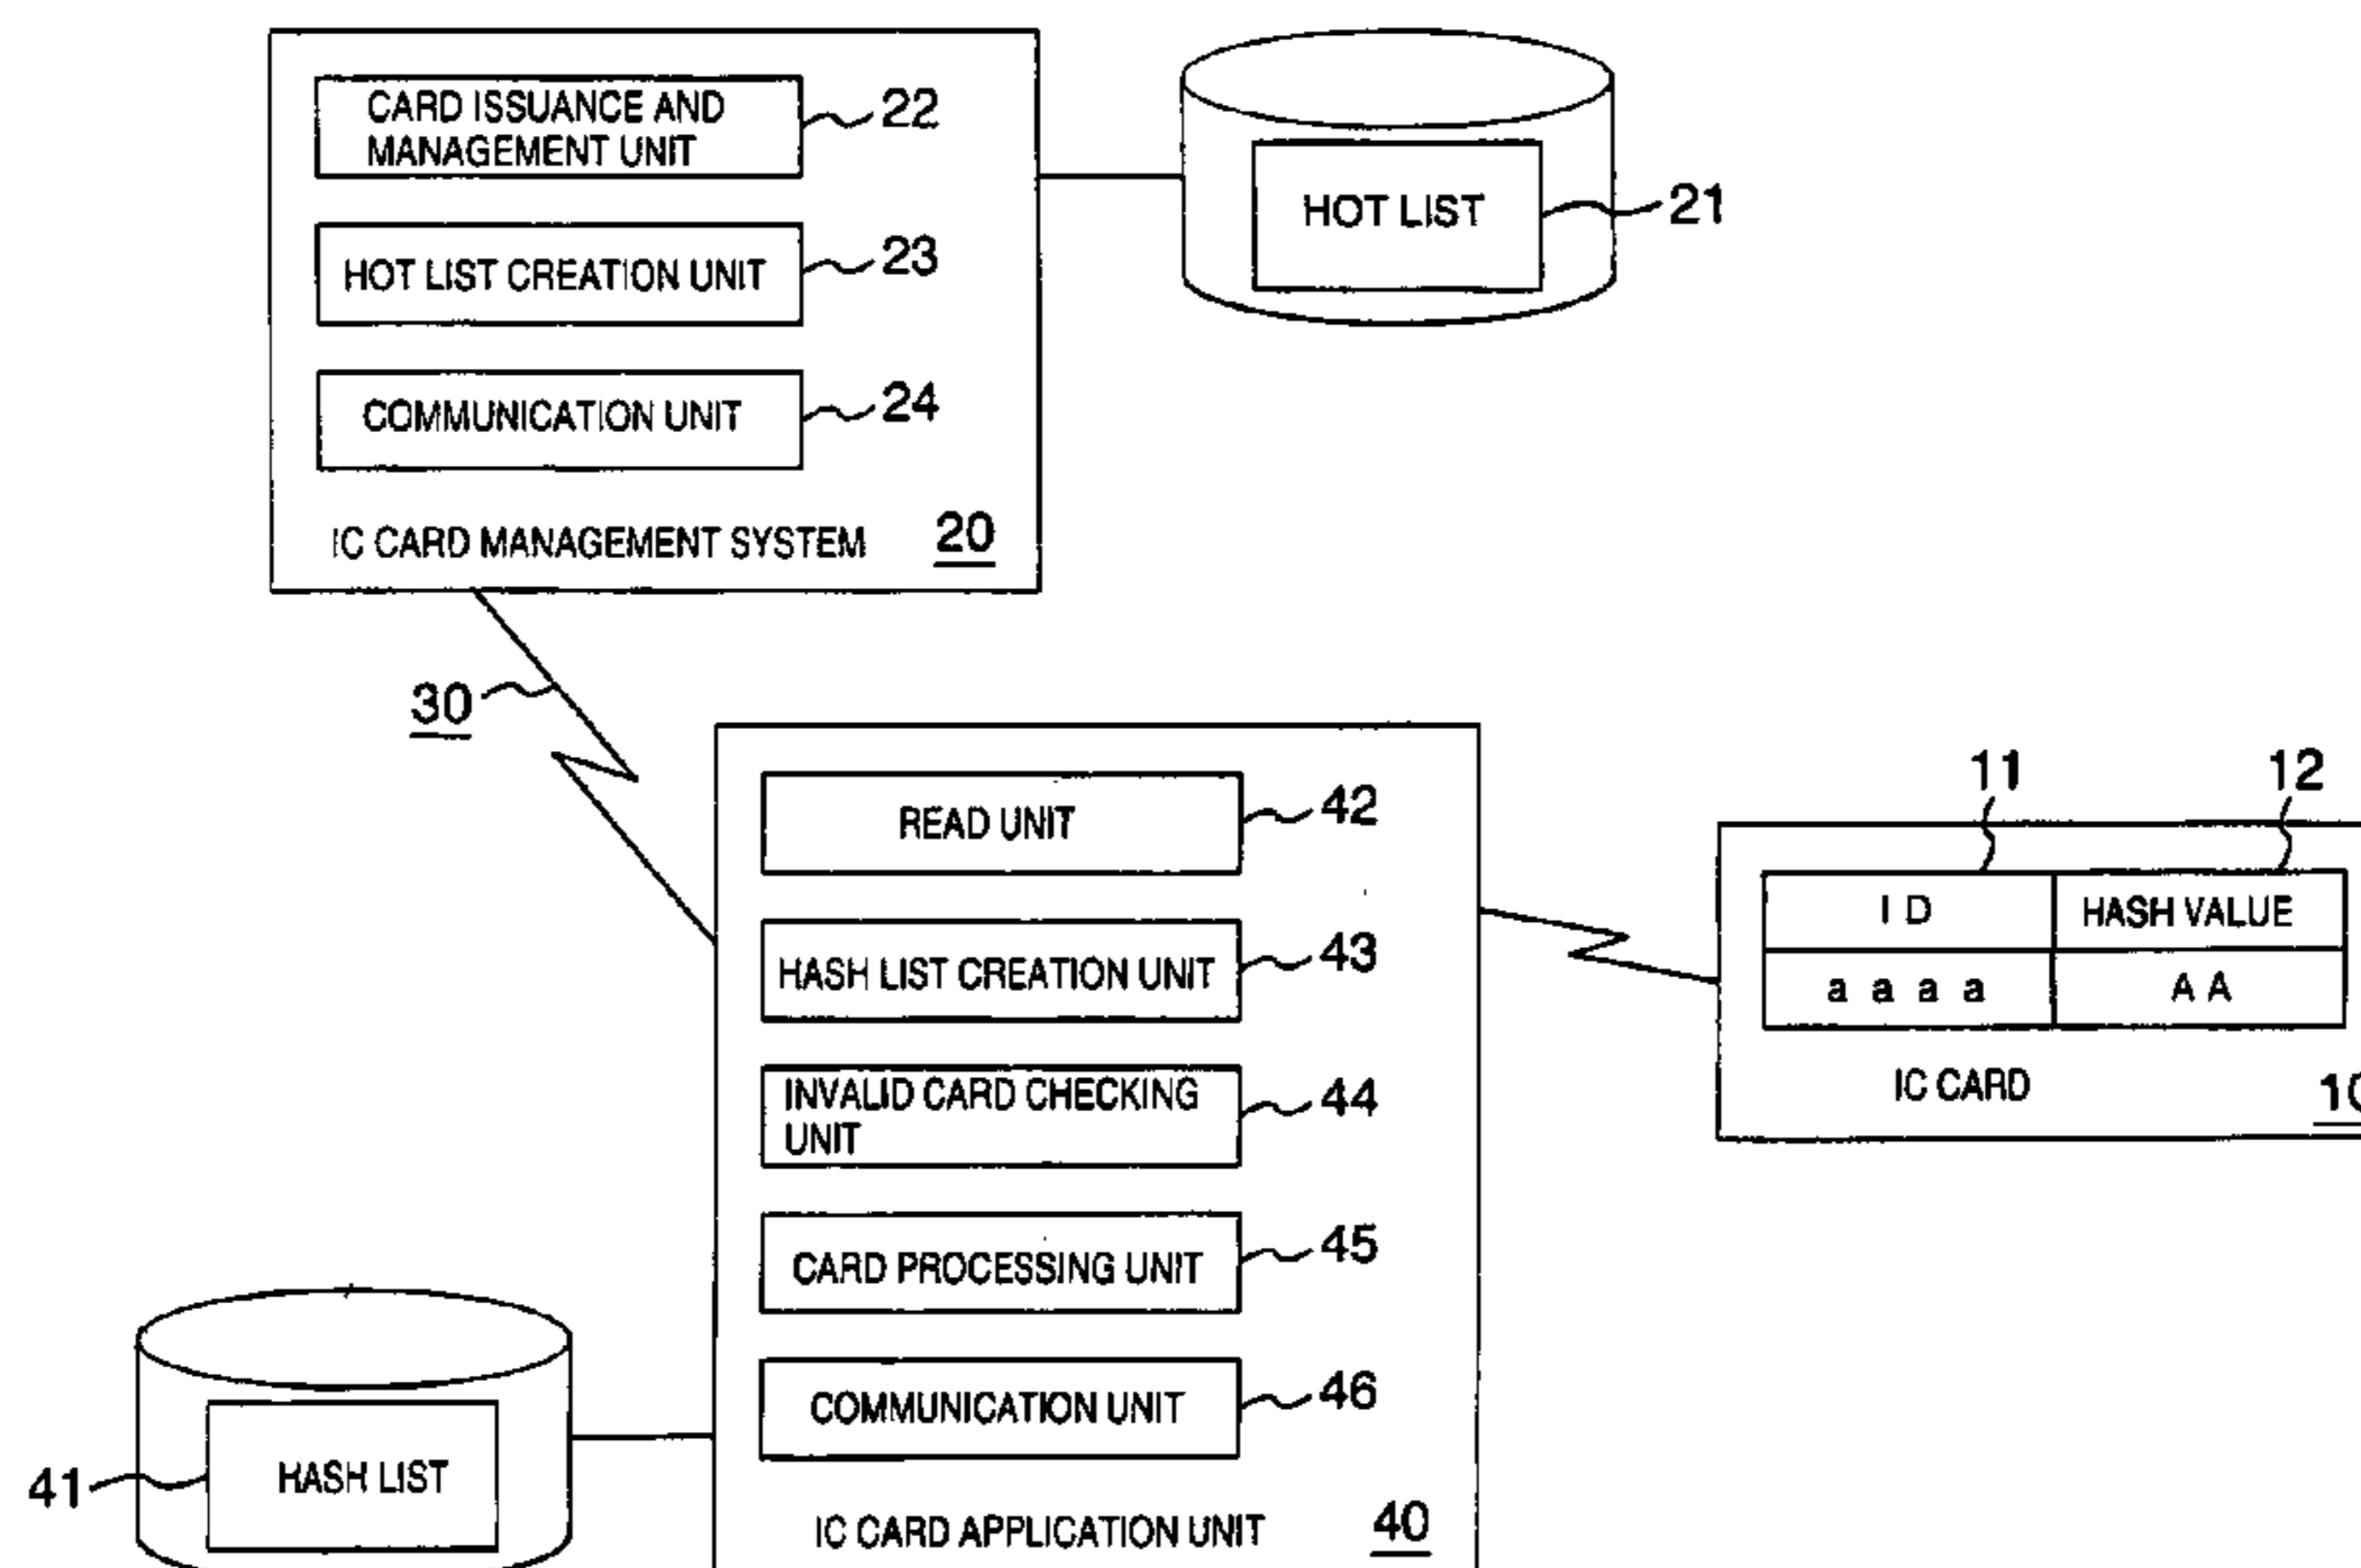 CARD ISSUANCE AND
MANAGEMENT UNIT
22
HOT LIST CREATION UNIT
23
COMMUNICATION UNIT
24
IC CARD MANAGEMENT SYSTEM
20
HOT LIST
21
30
READ UNIT
42
HASH LIST CREATION UNIT
43
INVALID CARD CHECKING
UNIT
44
CARD PROCESSING UNIT
45
COMMUNICATION UNIT
46
IC CARD APPLICATION UNIT
40
11
12
ID
HASH VALUE
a a a a
A A
IC CARD
HASH LIST
41